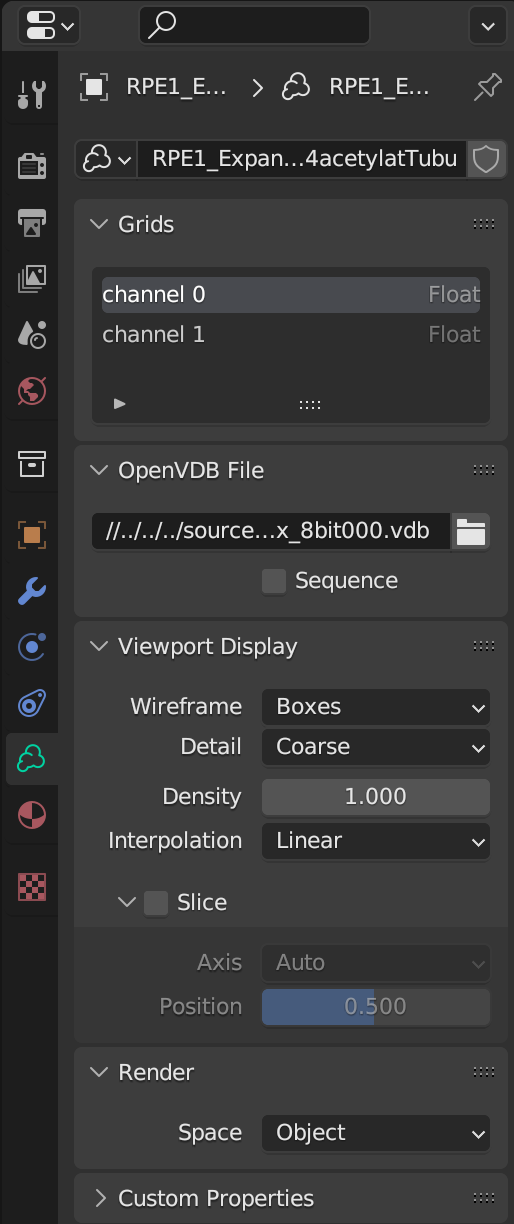 RPE1_E... RPE1_E...
RPE1_Expan...4acetylatTubu
Grids
channel 0 Float
channel 1 Float
OpenVDB File
//../../../source...x_8bit000.vdb
Sequence
Viewport Display
Wireframe Boxes
Detail Coarse
Density 1.000
Interpolation Linear
Slice
Axis Auto
Position 0.500
Render
Space Object
Custom Properties